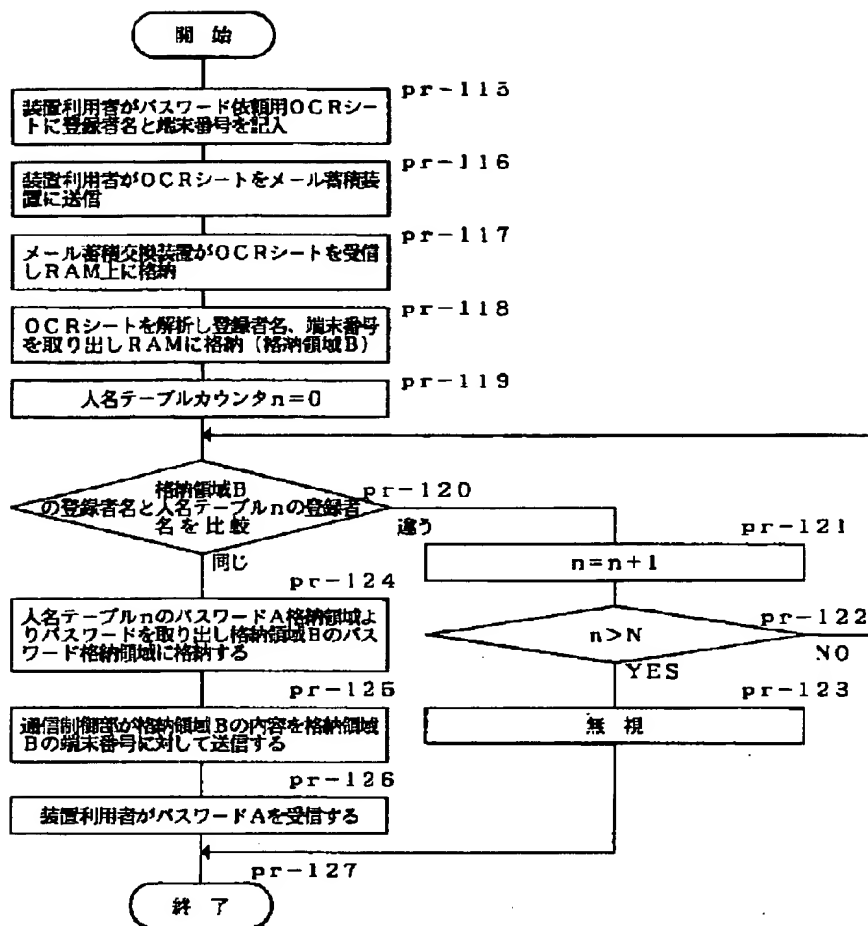 開 始
pr-115
装置利用者がパスワード依頼用OCRシー
トに登録者名と端末番号を記入
pr-116
装置利用者がOCRシートをメール蓄積装
置に送信
pr-117
メール蓄積交換装置がOCRシートを受信
しRAM上に格納
pr-118
OCRシートを解析し登録者名、端末番号
を取り出しRAMに格納（格納領域B）
pr-119
人名テーブルカウンタn=0
格納領域B
の登録者名と人名テーブルnの登録者
名を比較
pr-120
違う
同じ
pr-121
n=n+1
pr-122
n>N
NO
YES
pr-123
無 視
pr-124
人名テーブルnのパスワードA格納領域よ
りパスワードを取り出し格納領域Bのパス
ワード格納領域に格納する
pr-125
通信制御部が格納領域Bの内容を格納領域
Bの端末番号に対して送信する
pr-126
装置利用者がパスワードAを受信する
pr-127
終 了